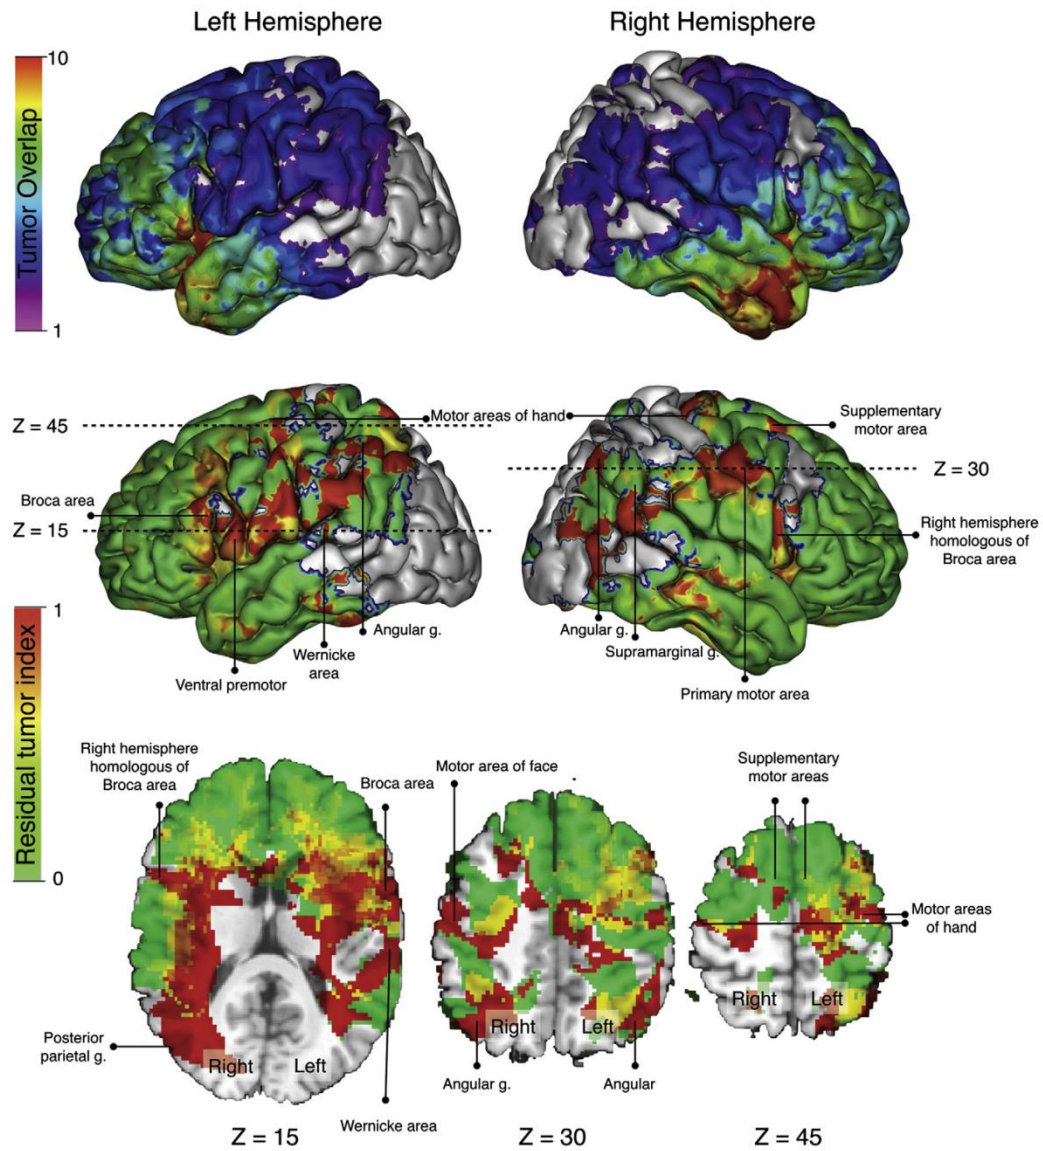 Left Hemisphere
Right Hemisphere
10
Tumor Overlap
1
Motor areas of hand
Supplementary
motor area
Z = 45
Z = 30
Broca area
Z = 15
Right hemisphere
homologous of
Broca area
1
Residual tumor index
0
Angular g.
Wernicke
area
Ventral premotor
Angular g.
Supramarginal g.
Primary motor area
Right hemisphere
homologous of
Broca area
Broca area
Motor area of face
Supplementary
motor areas
Motor areas
of hand
Posterior
parietal g.
Right
Left
Right
Left
Right
Left
Angular g.
Angular
Wernicke area
Z = 15
Z = 30
Z = 45